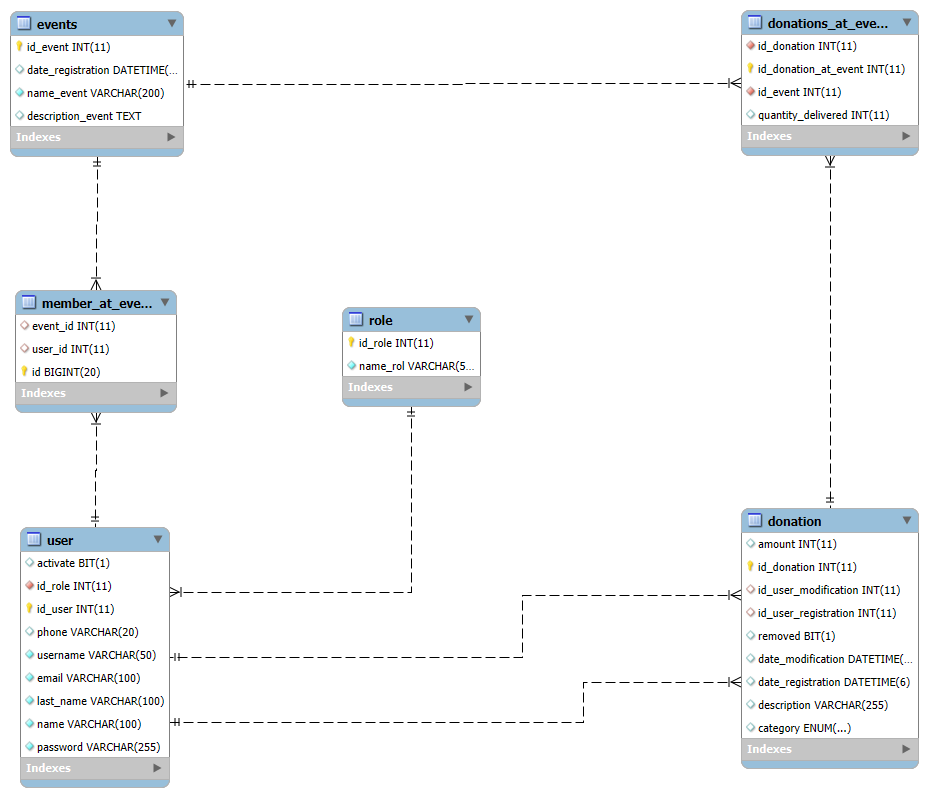 events
id_event INT(11)
date_registration DATETIME(...
name_event VARCHAR(200)
description_event TEXT
Indexes
donations_at_eve...
id_donation INT(11)
id_donation_at_event INT(11)
id_event INT(11)
quantity_delivered INT(11)
Indexes
member_at_eve...
event_id INT(11)
user_id INT(11)
id BIGINT(20)
Indexes
role
id_role INT(11)
name_rol VARCHAR(5...
Indexes
user
activate BIT(1)
id_role INT(11)
id_user INT(11)
phone VARCHAR(20)
username VARCHAR(50)
email VARCHAR(100)
last_name VARCHAR(100)
name VARCHAR(100)
password VARCHAR(255)
Indexes
donation
amount INT(11)
id_donation INT(11)
id_user_modification INT(11)
id_user_registration INT(11)
removed BIT(1)
date_modification DATETIME(...
date_registration DATETIME(6)
description VARCHAR(255)
category ENUM(...)
Indexes